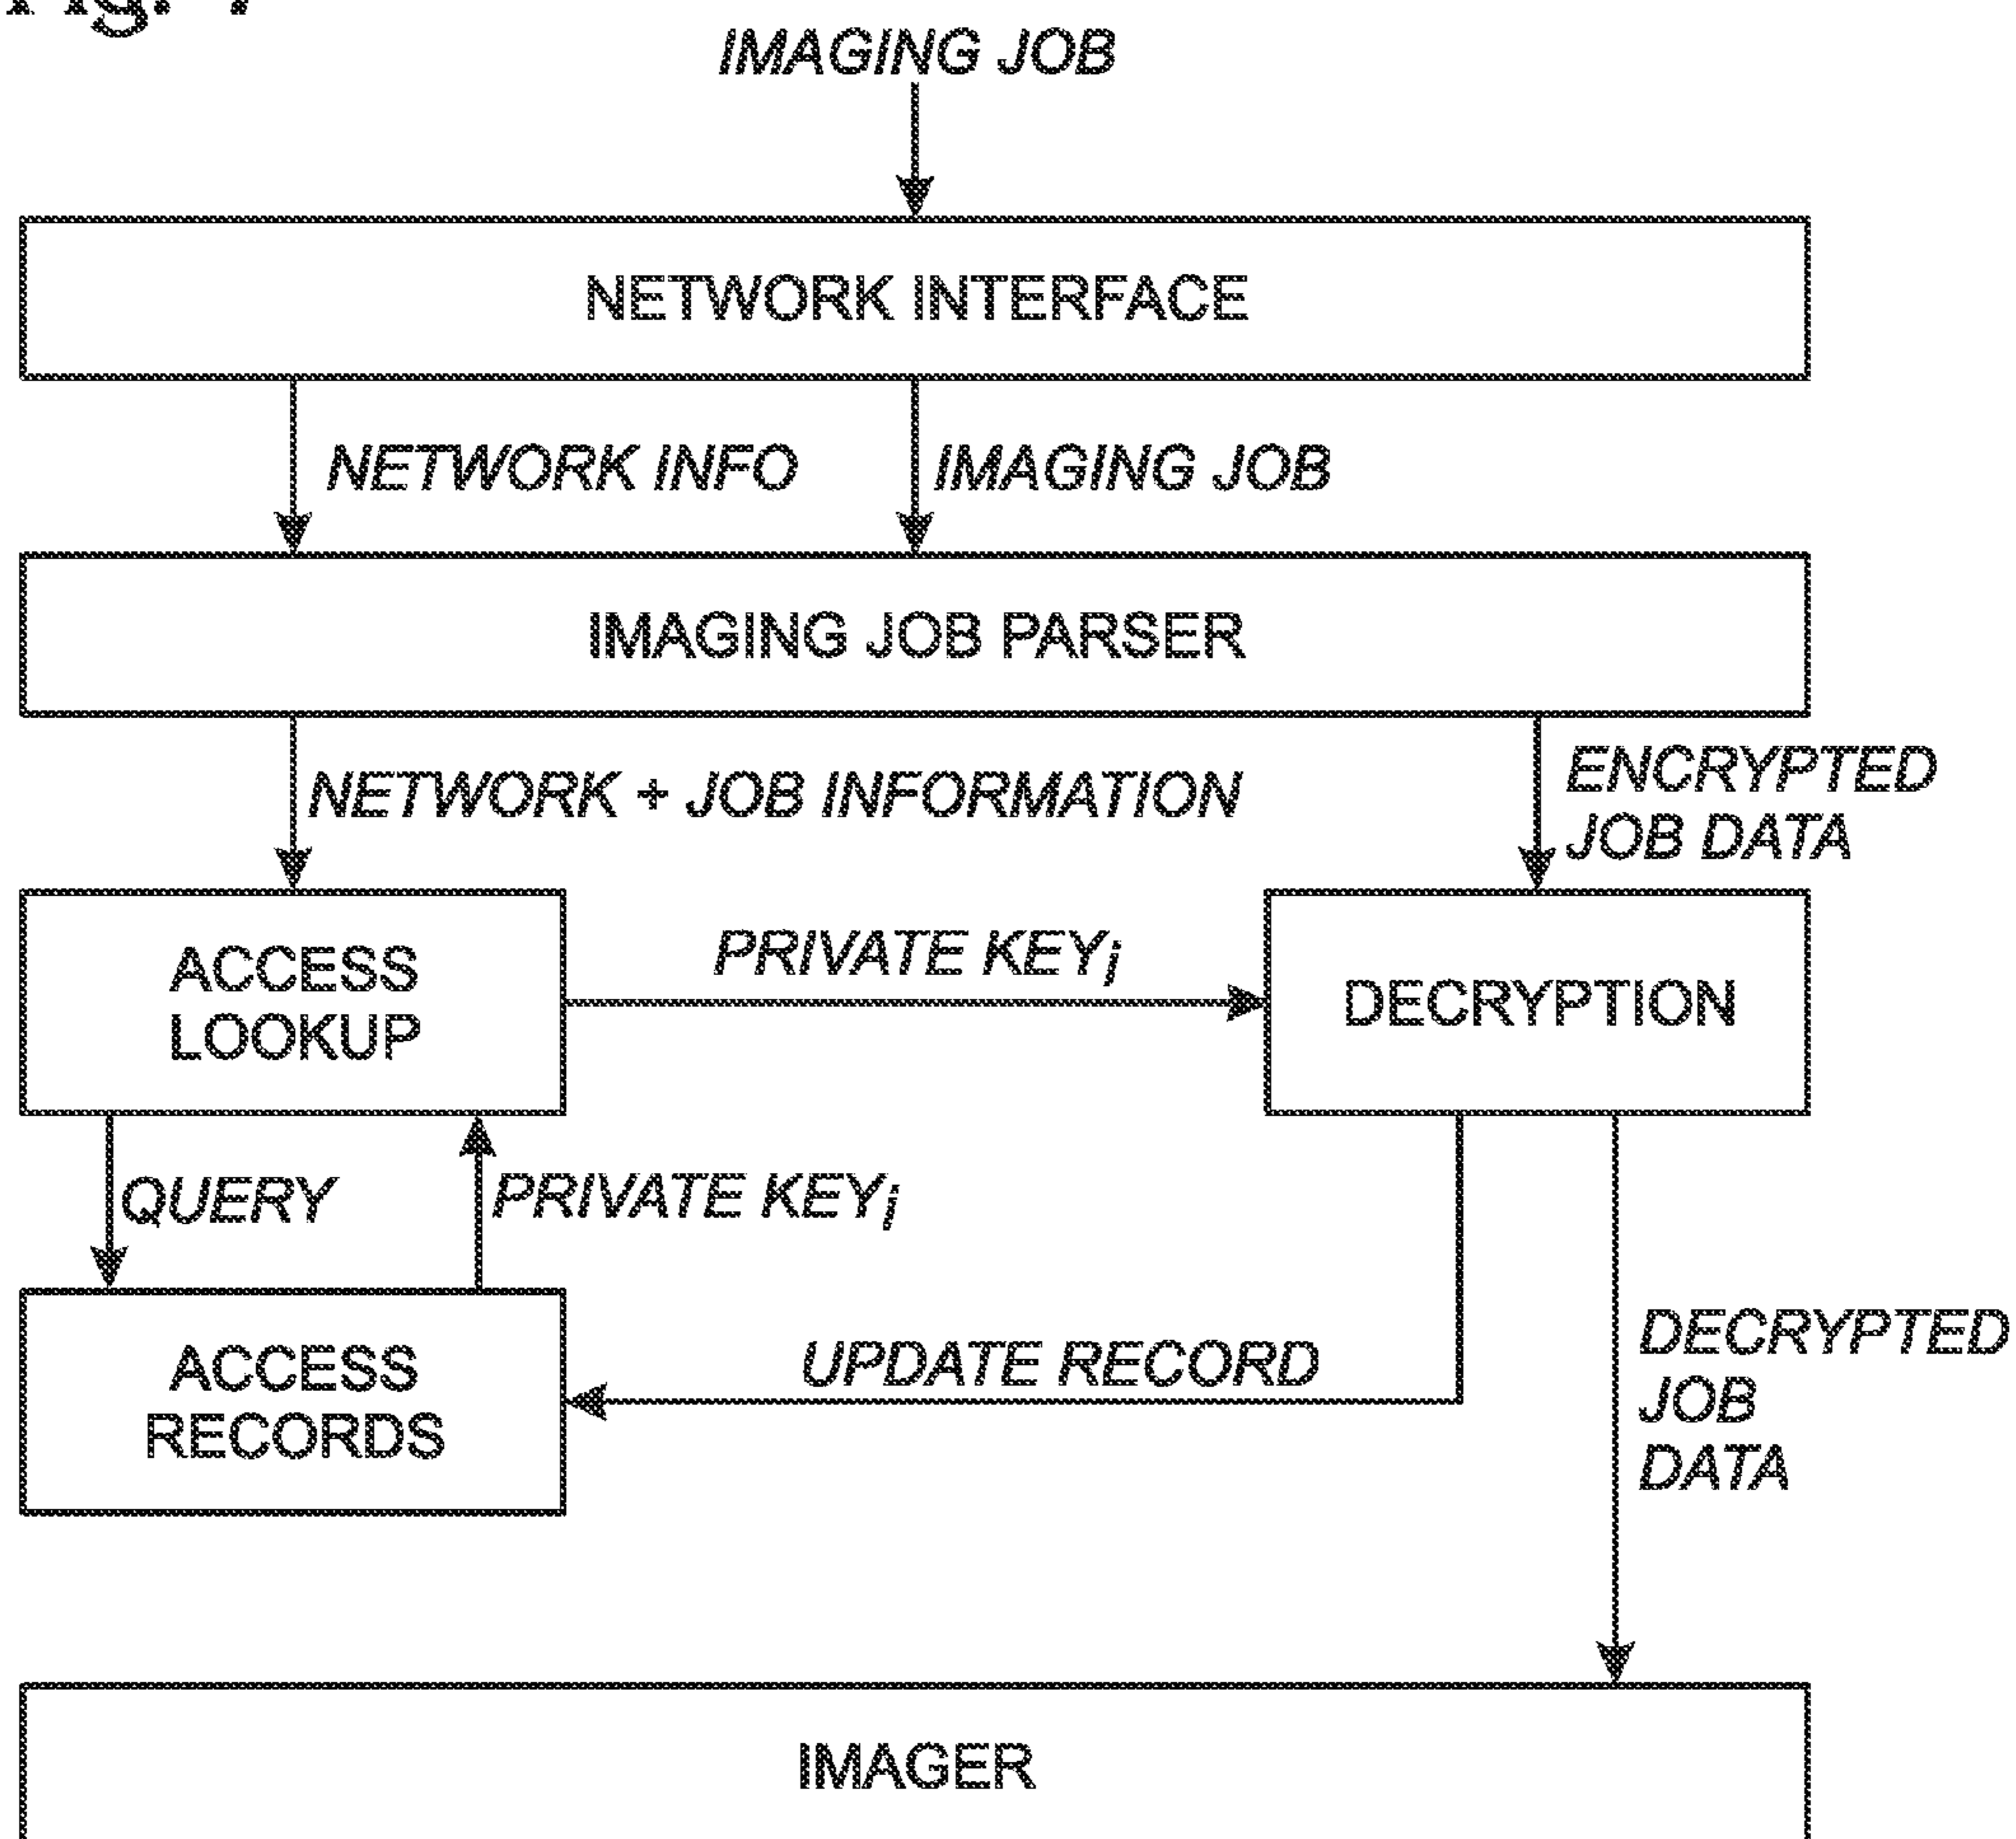 IMAGING JOB
NETWORK INTERFACE
NETWORK INFO
IMAGING JOB
IMAGING JOB PARSER
NETWORK + JOB INFORMATION
ENCRYPTED
JOB DATA
ACCESS
LOOKUP
PRIVATE KEYi
DECRYPTION
QUERY
PRIVATE KEYi
ACCESS
RECORDS
UPDATE RECORD
DECRYPTED
JOB
DATA
IMAGER